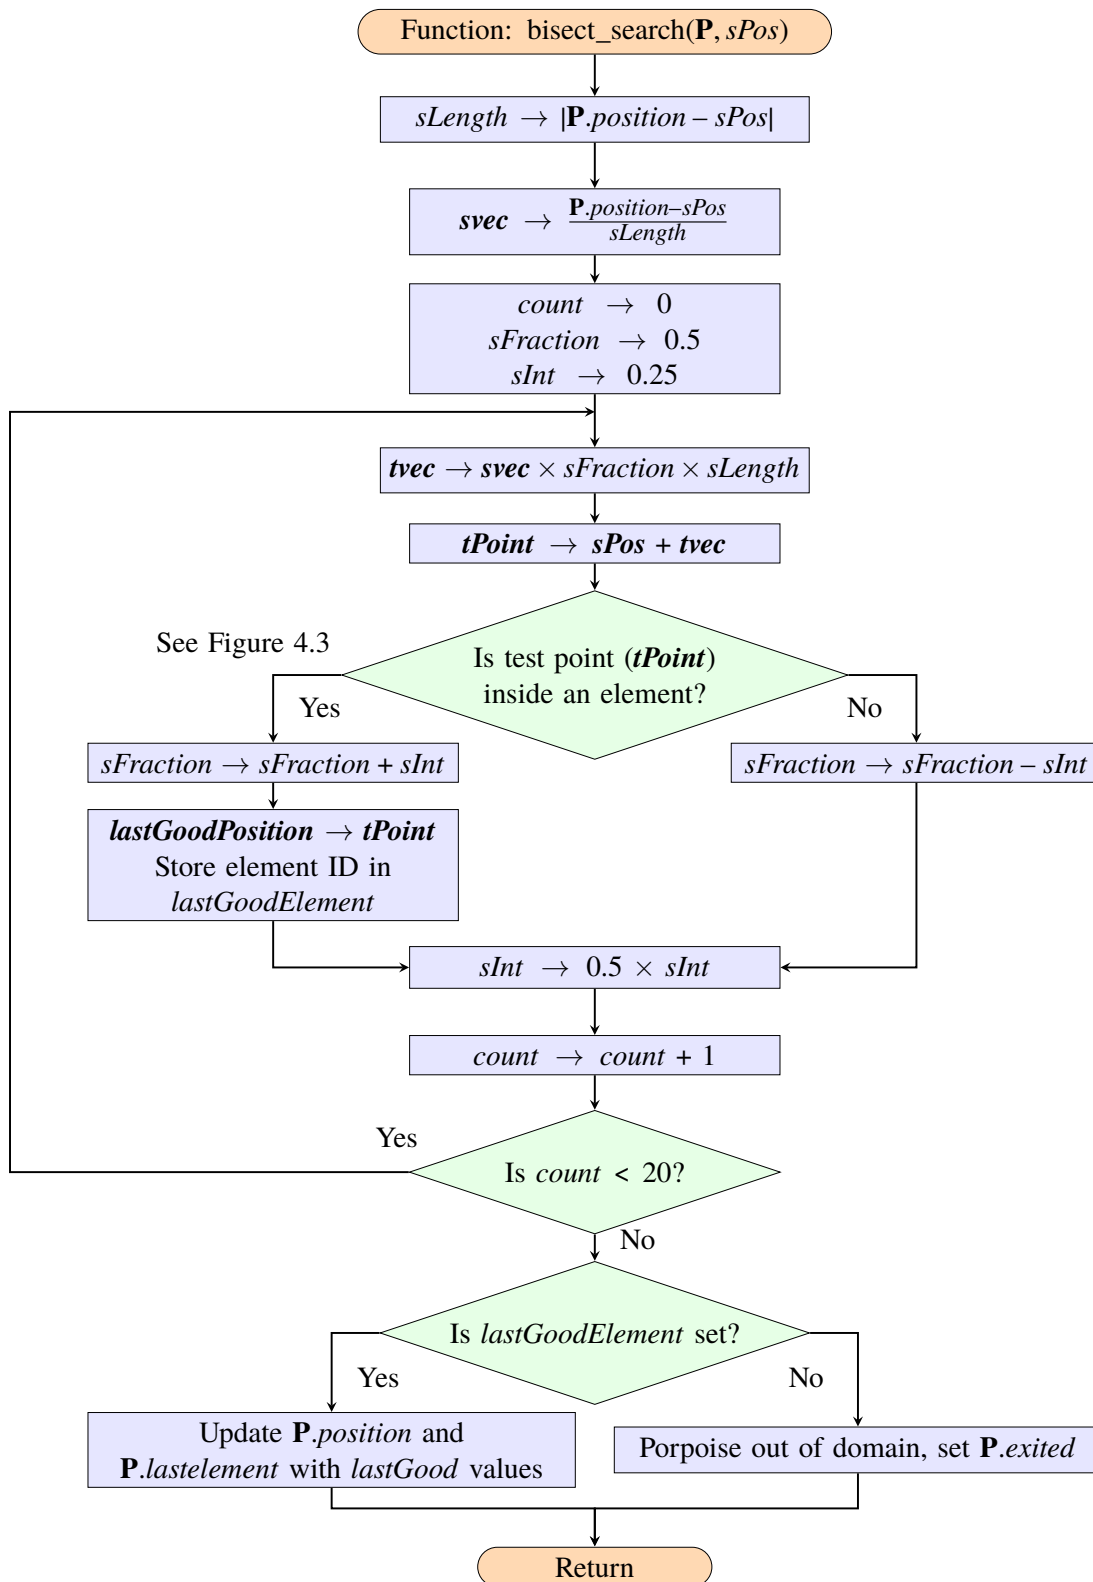 Function: bisect_search(P, sPos)
sLength → |P.position – sPos|
svec → P.position–sPos / sLength
count → 0
sFraction → 0.5
sInt → 0.25
tvec → svec × sFraction × sLength
tPoint → sPos + tvec
See Figure 4.3
Is test point (tPoint)
inside an element?
Yes
No
sFraction → sFraction + sInt
sFraction → sFraction – sInt
lastGoodPosition → tPoint
Store element ID in
lastGoodElement
sInt → 0.5 × sInt
count → count + 1
Yes
Is count < 20?
No
Is lastGoodElement set?
Yes
No
Update P.position and
P.lastelement with lastGood values
Porpoise out of domain, set P.exited
Return